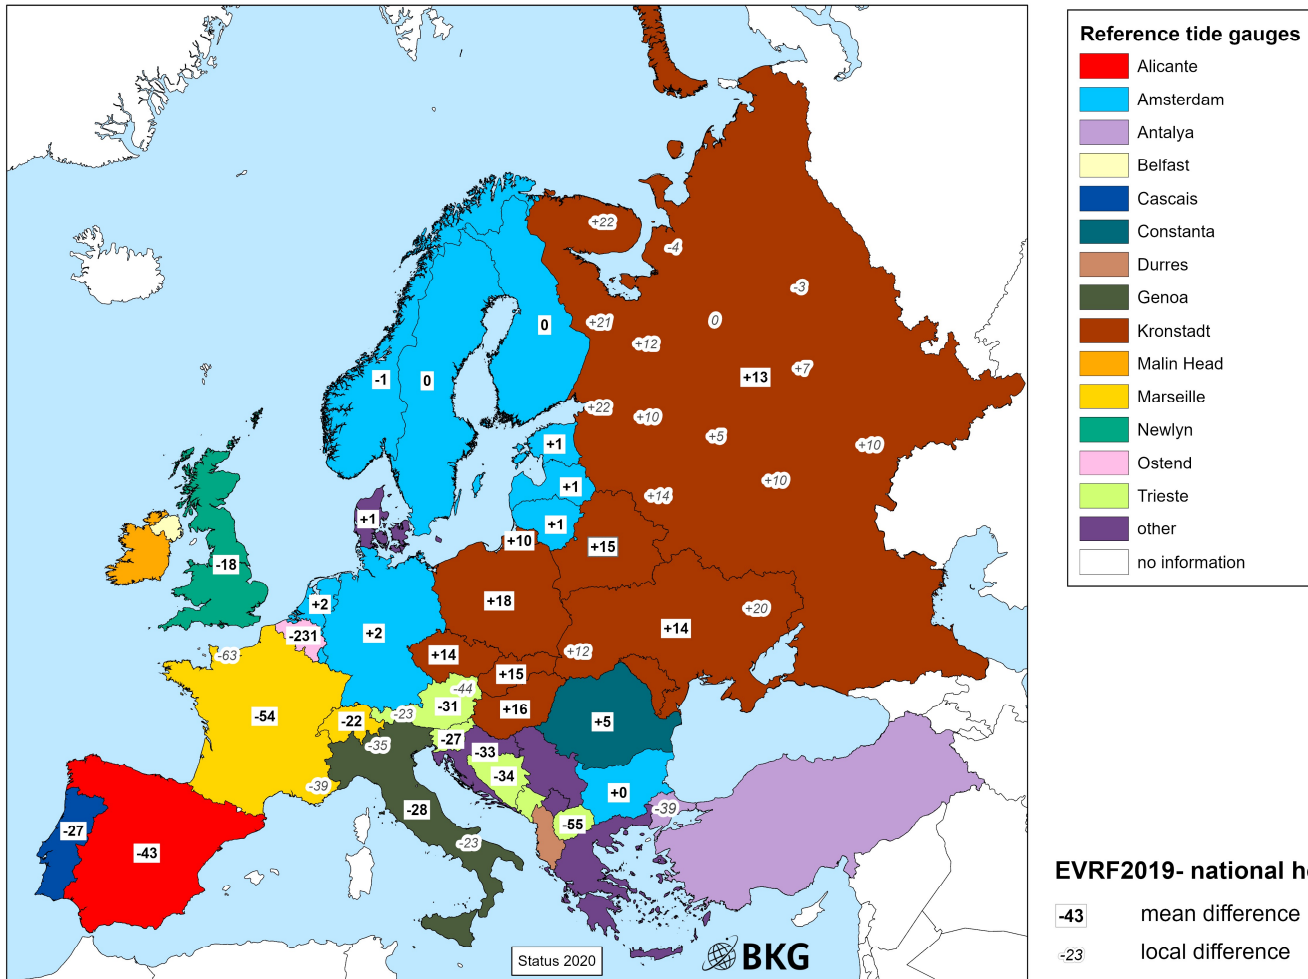 Reference tide gauges
Alicante
Amsterdam
Antalya
Belfast
Cascais
Constanta
Durres
Genoa
Kronstadt
Malin Head
Marseille
Newlyn
Ostend
Trieste
other
no information
+22
-4
-3
+21
0
0
+12
+7
+13
-1
0
+22
+10
+5
+10
+1
+10
+1
+14
+1
+1
+10
+15
-18
+18
+2
+20
-231
+2
+14
-63
+14
+12
+15
-44
-31
+16
-54
-22
-23
+5
-27
-35
-33
-34
-39
+0
-28
-39
-27
-55
-23
-43
Status 2020
BKG
EVRF2019- national h
-43 mean difference
-23 local difference